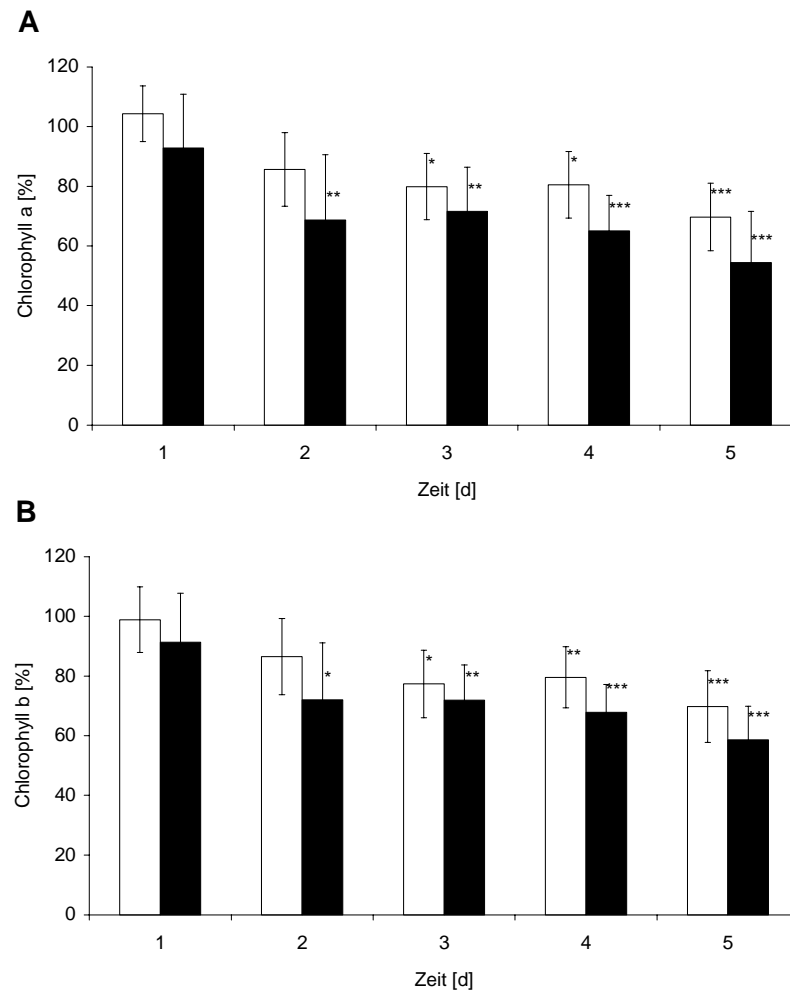 A
120
100
80
60
40
20
0
Chlorophyll a [%]
* * ***
** ** *** ***
1 2 3 4 5
Zeit [d]
B
120
100
80
60
40
20
0
Chlorophyll b [%]
* ** ***
* ** *** ***
1 2 3 4 5
Zeit [d]